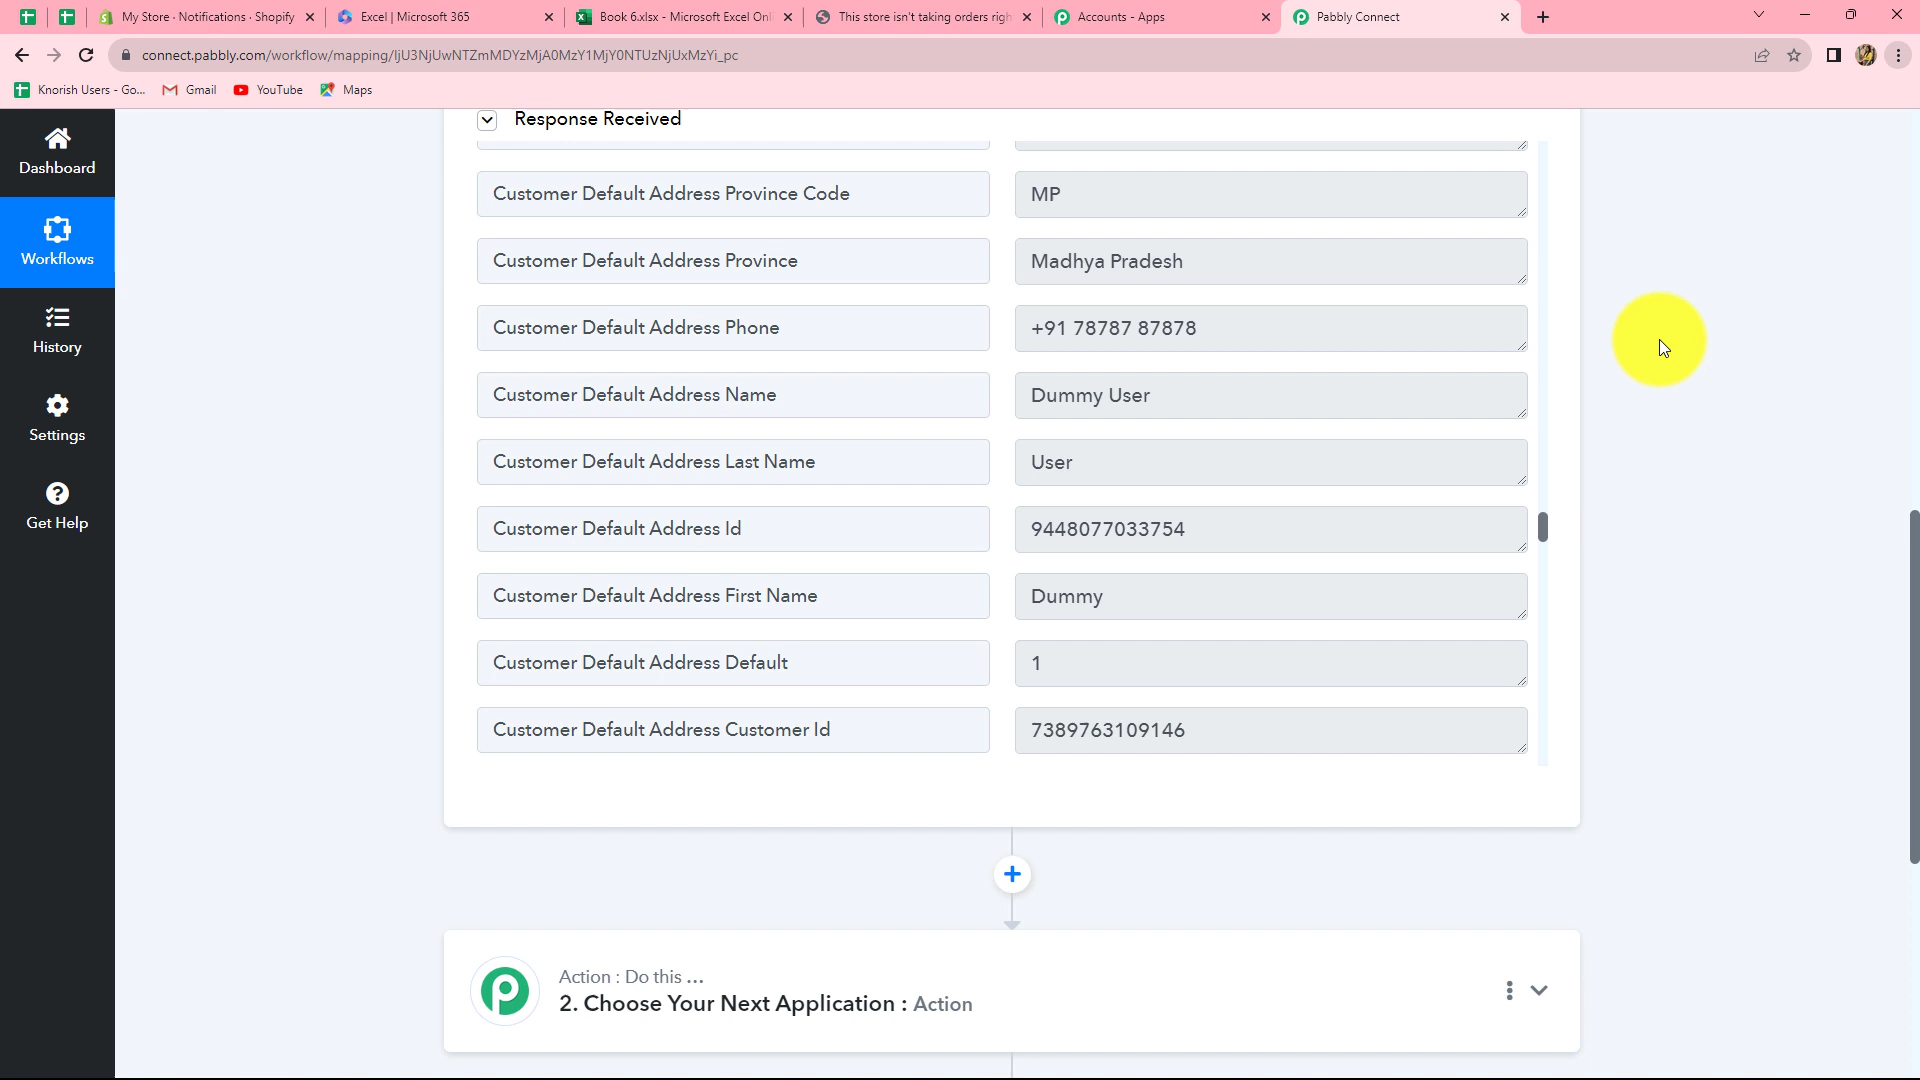 My Store · Notifications · Shopify
Excel | Microsoft 365
Book 6.xlsx - Microsoft Excel Onl
This store isn't taking orders righ
Accounts - Apps
Pabbly Connect
connect.pabbly.com/workflow/mapping/IjU3NjUwNTZmMDYzMjA0MzY1MjY0NTUzNjUxMzYi_pc
Knorish Users - Go...
Gmail
YouTube
Maps
Dashboard
Workflows
History
Settings
Get Help
Response Received
Customer Default Address Province Code
MP
Customer Default Address Province
Madhya Pradesh
Customer Default Address Phone
+91 78787 87878
Customer Default Address Name
Dummy User
Customer Default Address Last Name
User
Customer Default Address Id
9448077033754
Customer Default Address First Name
Dummy
Customer Default Address Default
1
Customer Default Address Customer Id
7389763109146
Action : Do this ...
2. Choose Your Next Application : Action